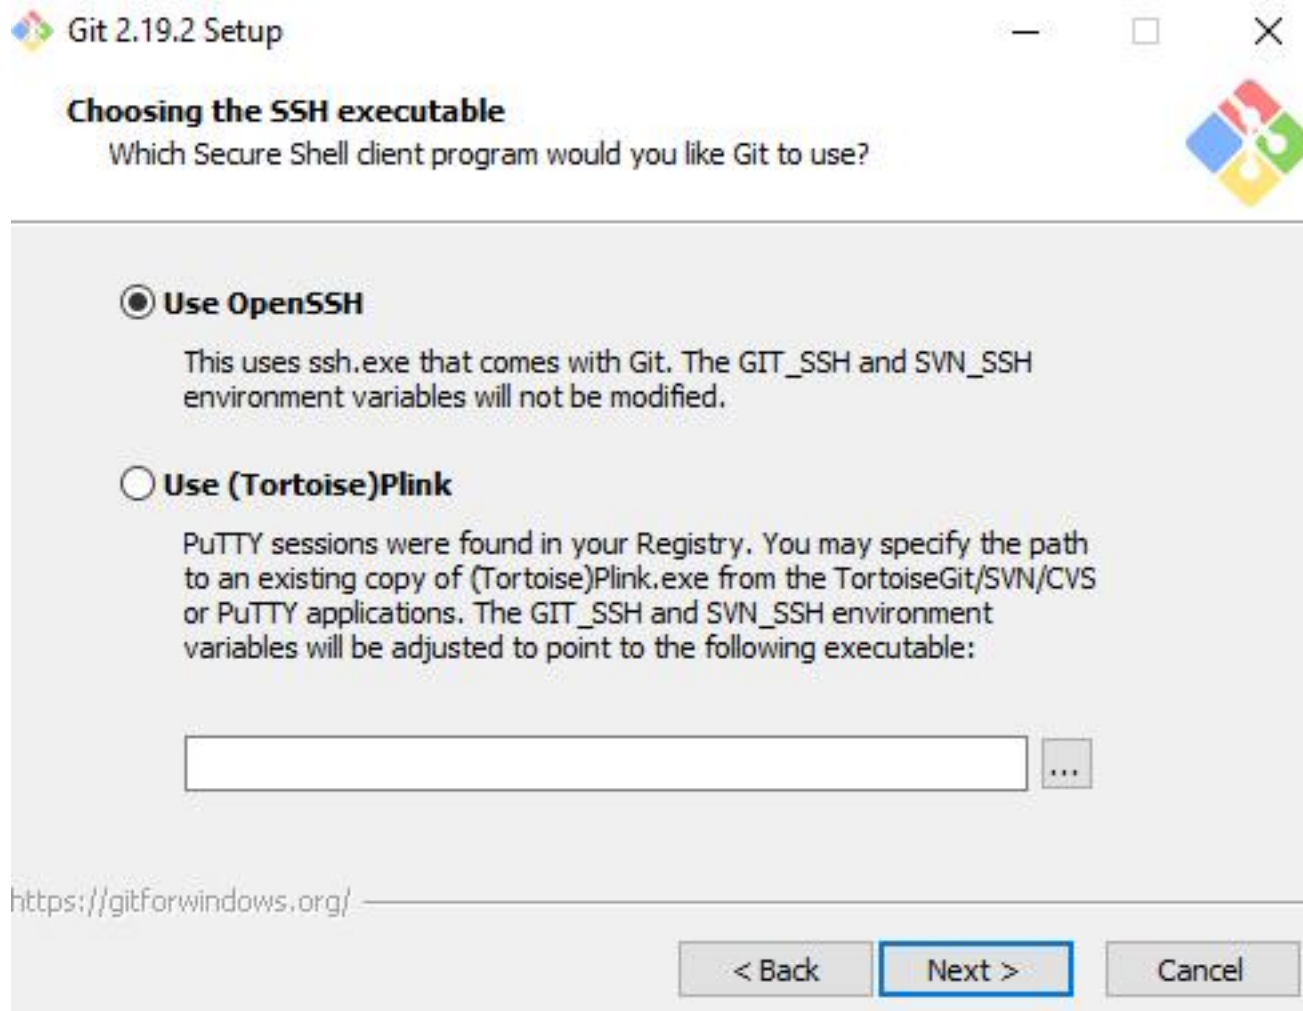 Git 2.19.2 Setup
Choosing the SSH executable
Which Secure Shell client program would you like Git to use?
Use OpenSSH
This uses ssh.exe that comes with Git. The GIT_SSH and SVN_SSH
environment variables will not be modified.
Use (Tortoise)Plink
PuTTY sessions were found in your Registry. You may specify the path
to an existing copy of (Tortoise)Plink.exe from the TortoiseGit/SVN/CVS
or PuTTY applications. The GIT_SSH and SVN_SSH environment
variables will be adjusted to point to the following executable:
...
https://gitforwindows.org/
< Back Next > Cancel